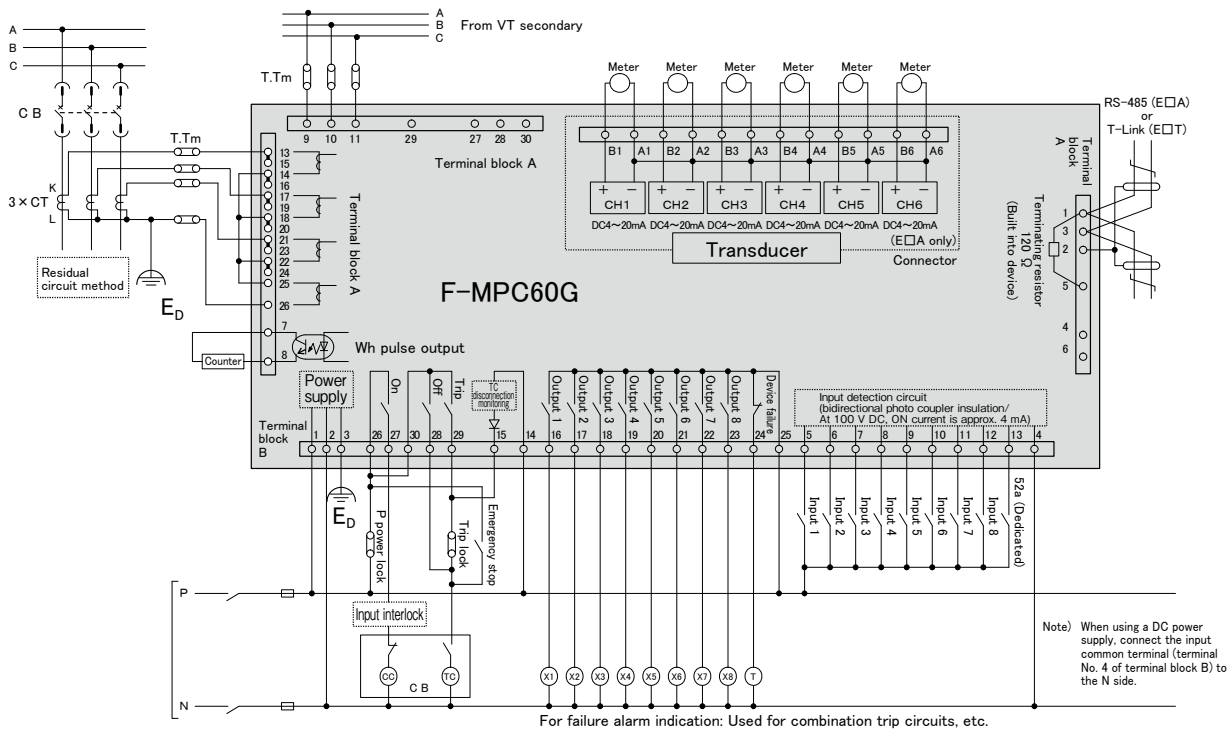 A
B
C
C B
T.Tm
K
3×CT
L
Residual
circuit method
E_D
A
B
C
From VT secondary
T.Tm
9 10 11 29 27 28 30
Terminal block A
13
15
14
16
17
19
18
20
21
23
22
24
25
26
Terminal block A
7
8
Counter
Wh pulse output
F-MPC60G
Meter Meter Meter Meter Meter Meter
B1 A1 B2 A2 B3 A3 B4 A4 B5 A5 B6 A6
+ − + − + − + − + − + −
CH1 CH2 CH3 CH4 CH5 CH6
DC4~20mA DC4~20mA DC4~20mA DC4~20mA DC4~20mA DC4~20mA
(E□A only)
Transducer
Connector
RS-485 (E□A)
or
T-Link (E□T)
Terminal
block
A
1
3
2
5
4
6
Terminating resistor
120 Ω
(Built into device)
Power
supply
On
Off
Trip
TC
disconnection
monitoring
Output 1
Output 2
Output 3
Output 4
Output 5
Output 6
Output 7
Output 8
Device failure
Input detection circuit
(bidirectional photo coupler insulation/
At 100 V DC, ON current is approx. 4 mA)
Terminal
block
B
1 2 3 26 27 30 28 29 15 14 16 17 18 19 20 21 22 23 24 25 5 6 7 8 9 10 11 12 13 4
E_D
P power lock
Trip lock
Emergency stop
Input 1
Input 2
Input 3
Input 4
Input 5
Input 6
Input 7
Input 8
52a (Dedicated)
P
Input interlock
CC
TC
C B
X1 X2 X3 X4 X5 X6 X7 X8 T
N
Note) When using a DC power
supply, connect the input
common terminal (terminal
No. 4 of terminal block B) to
the N side.
For failure alarm indication: Used for combination trip circuits, etc.